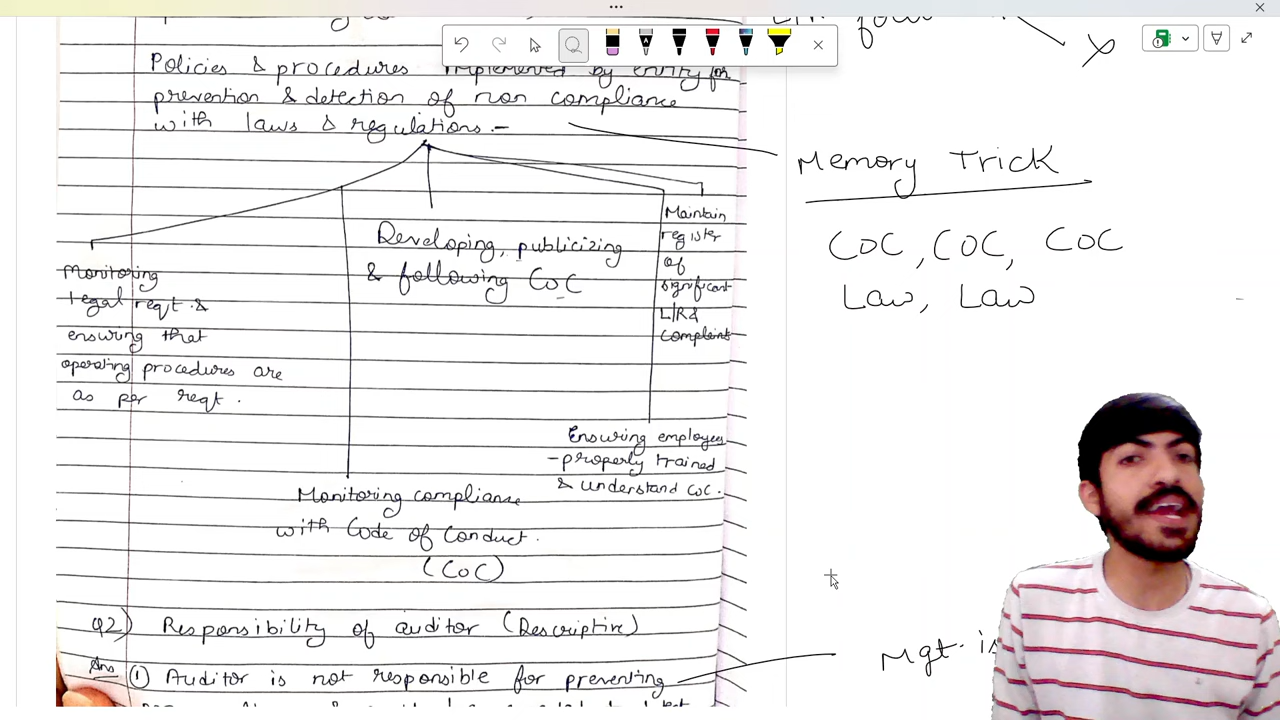 Policies & procedures implemented by entity for
prevention & detection of non compliance
with laws & regulations.-
Memory Trick
COC, COC, COC
Law, Law
Monitoring
legal reqt. &
ensuring that
operating procedures are
as per reqt.
Developing, publicizing
& following CoC
Maintain
register
of
significant
L/R&
complaints
Ensuring employees
- properly trained
& understand COC.
Monitoring compliance
with Code of Conduct.
(COC)
Q2) Responsibility of auditor (Descriptive)
Ans ① Auditor is not responsible for preventing
Mgt. is